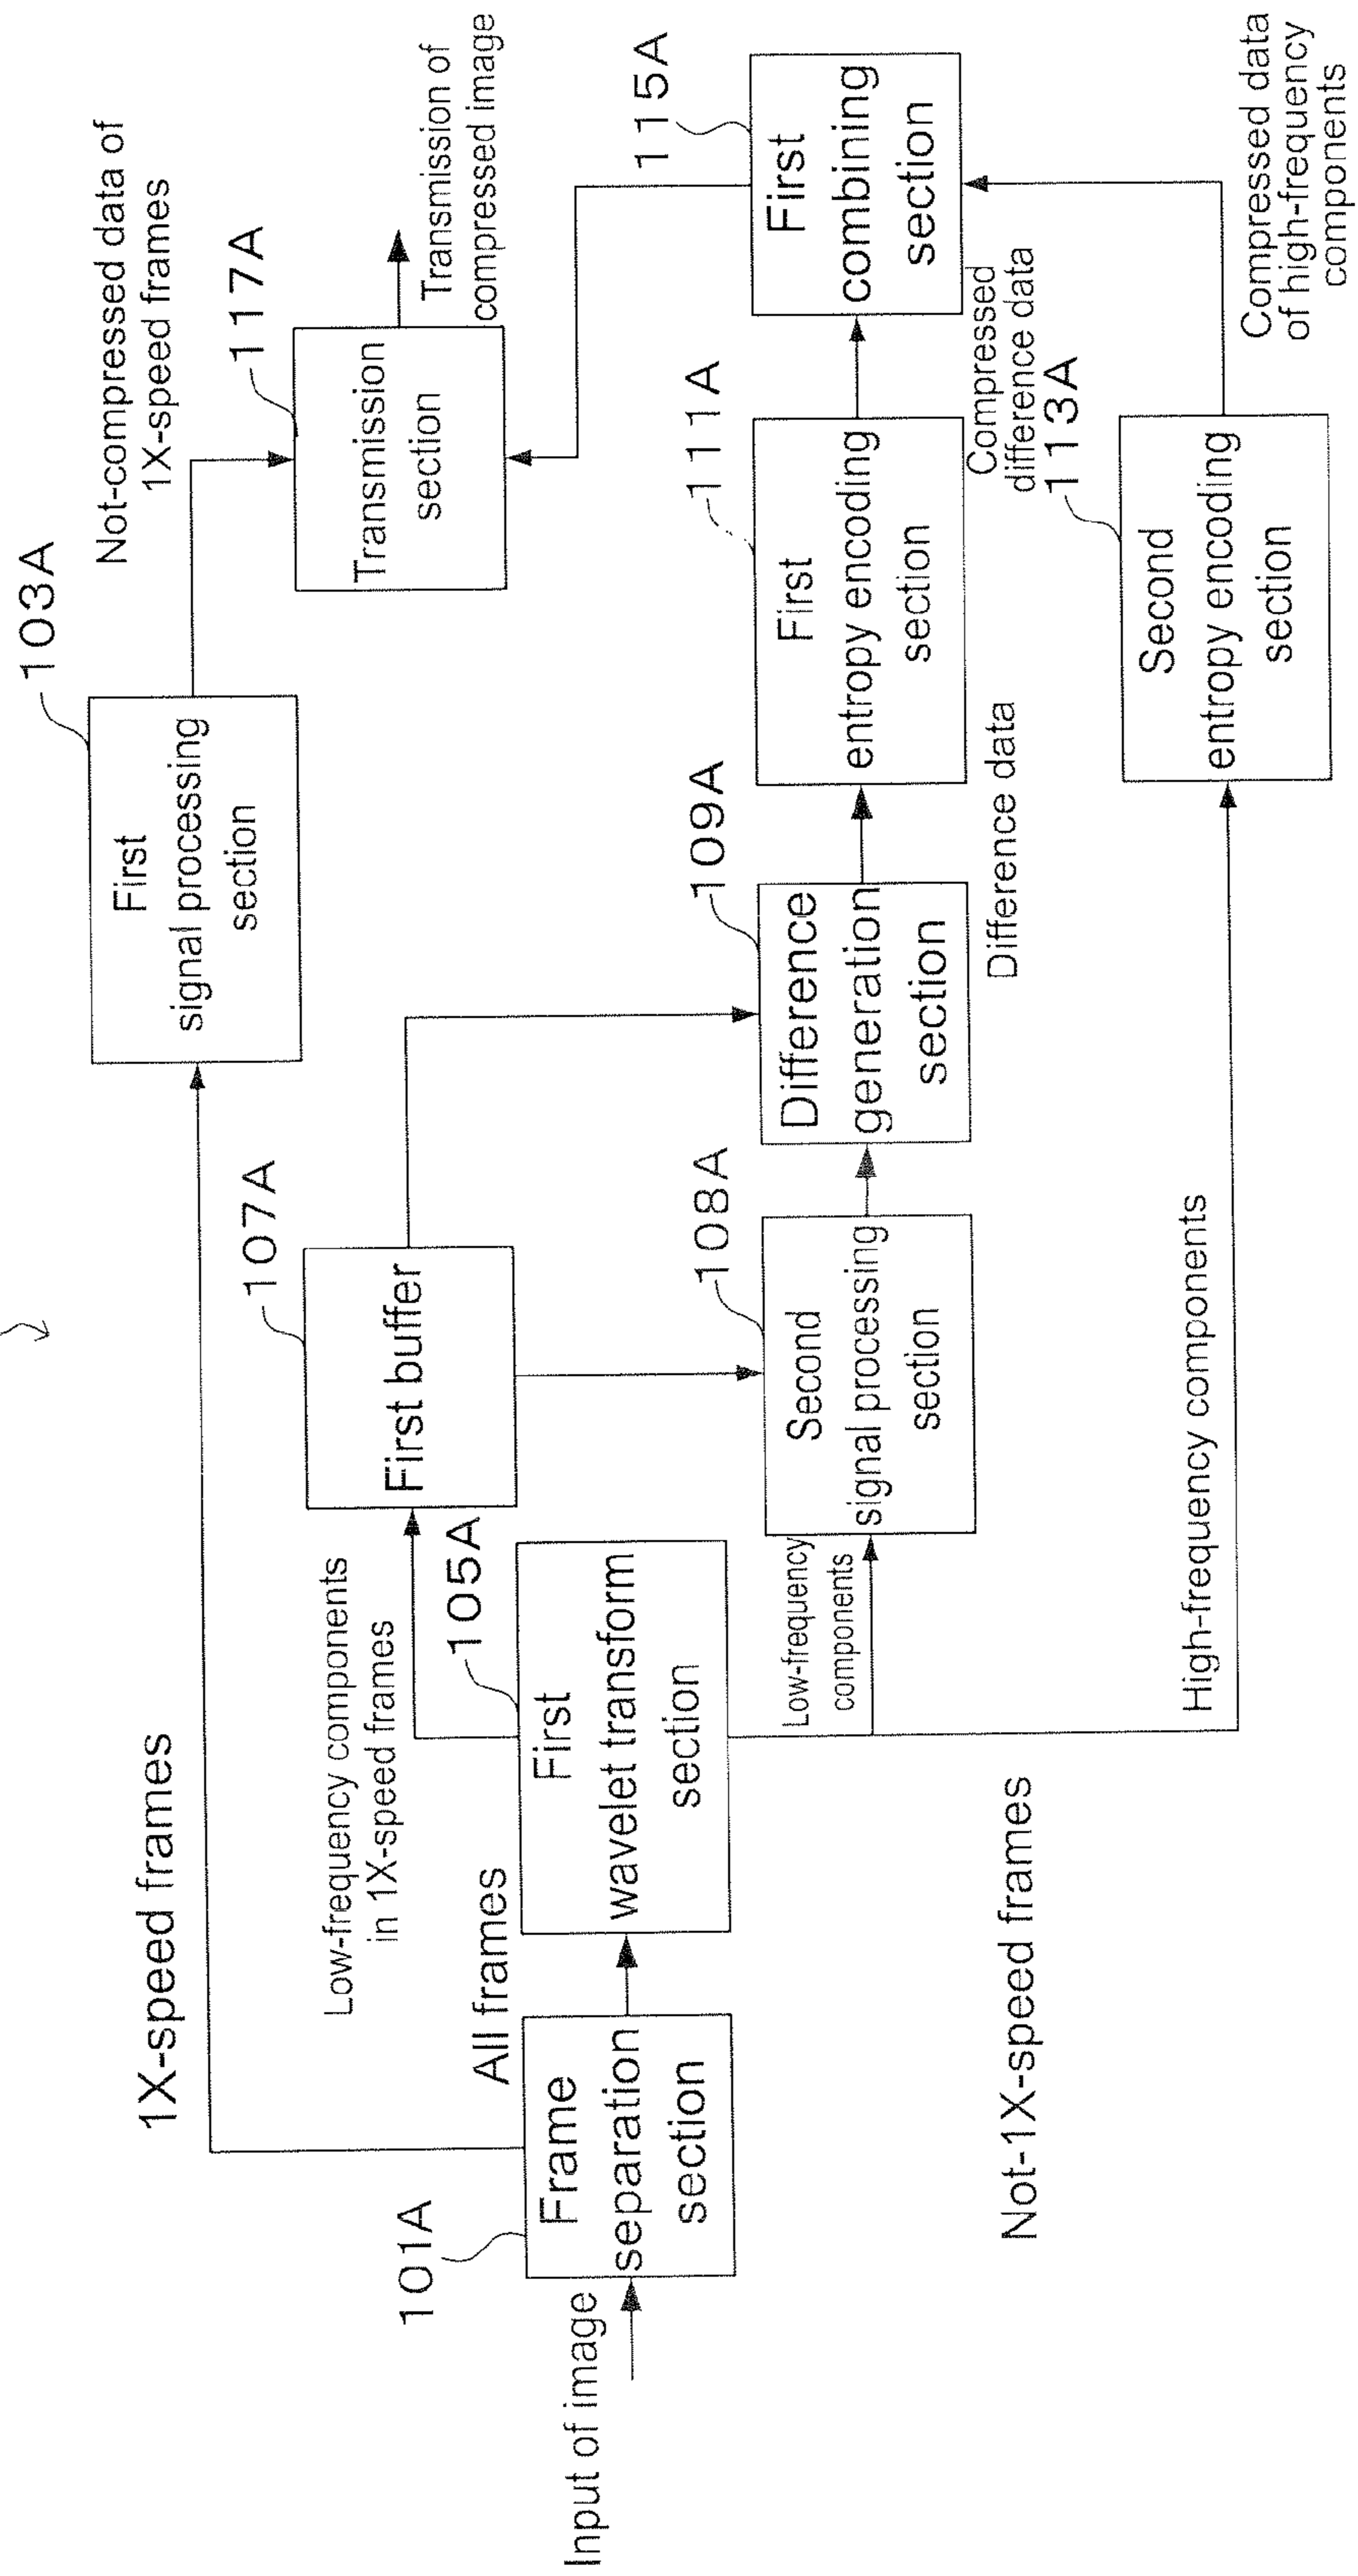 103A
Not-compressed data of
1X-speed frames
First
signal processing
section
117A
Transmission
section
Transmission of
compressed image
1X-speed frames
107A
First buffer
Low-frequency components
in 1X-speed frames
105A
All frames
First
wavelet transform
section
101A
Frame
separation
section
Input of image
Low-frequency
components
108A
Second
signal processing
section
109A
Difference
generation
section
Difference data
111A
First
entropy encoding
section
Compressed
difference data
115A
First
combining
section
Not-1X-speed frames
High-frequency components
113A
Second
entropy encoding
section
Compressed data
of high-frequency
components